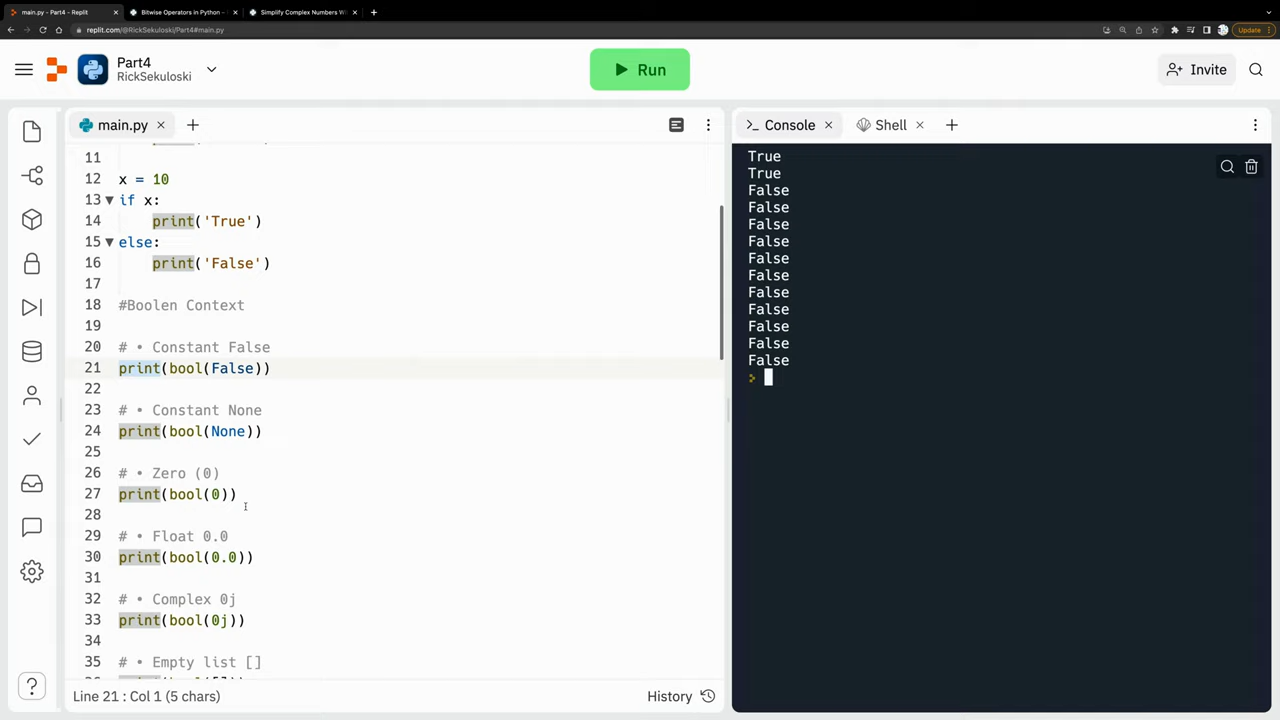 main.py - Part4 - Replit
Bitwise Operators in Python –
Simplify Complex Numbers Wi
replit.com/@RickSekuloski/Part4#main.py
Update
Part4
RickSekuloski
Run
Invite
main.py
Console
Shell
11
12 x = 10
13 if x:
14 print('True')
15 else:
16 print('False')
17
18 #Boolen Context
19
20 # • Constant False
21 print(bool(False))
22
23 # • Constant None
24 print(bool(None))
25
26 # • Zero (0)
27 print(bool(0))
28
29 # • Float 0.0
30 print(bool(0.0))
31
32 # • Complex 0j
33 print(bool(0j))
34
35 # • Empty list []
True
True
False
False
False
False
False
False
False
False
False
False
False
Line 21 : Col 1 (5 chars)
History